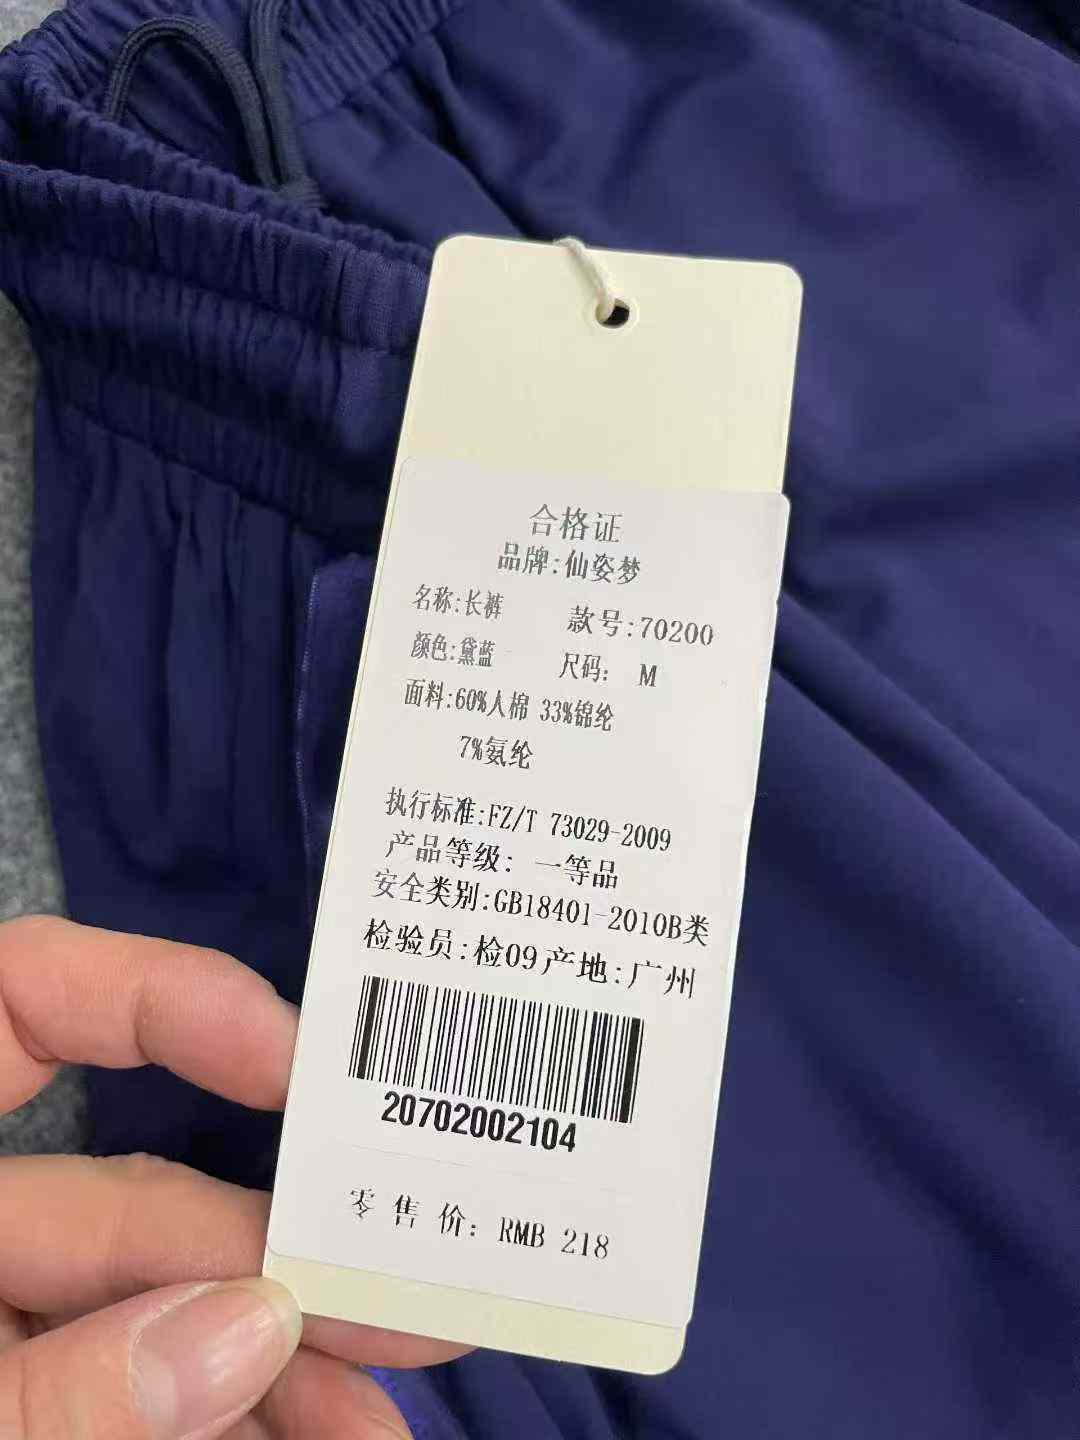 合格证
品牌:仙姿梦
名称:长裤 款号:70200
颜色:黛蓝 尺码: M
面料:60%人棉 33%锦纶
7%氨纶
执行标准:FZ/T 73029-2009
产品等级: 一等品
安全类别:GB18401-2010B类
检验员:检09产地:广州
20702002104
零售价: RMB 218